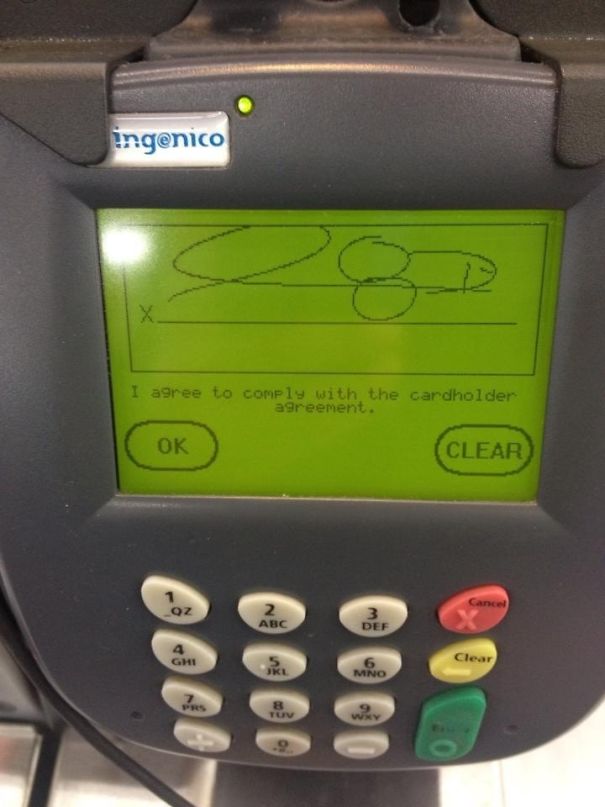 ingenico
X
I agree to comply with the cardholder
agreement.
OK
CLEAR
1
_QZ
2
ABC
3
DEF
Cancel
X
4
GHI
5
JKL
6
MNO
Clear
7
PRS
8
TUV
9
WXY
0